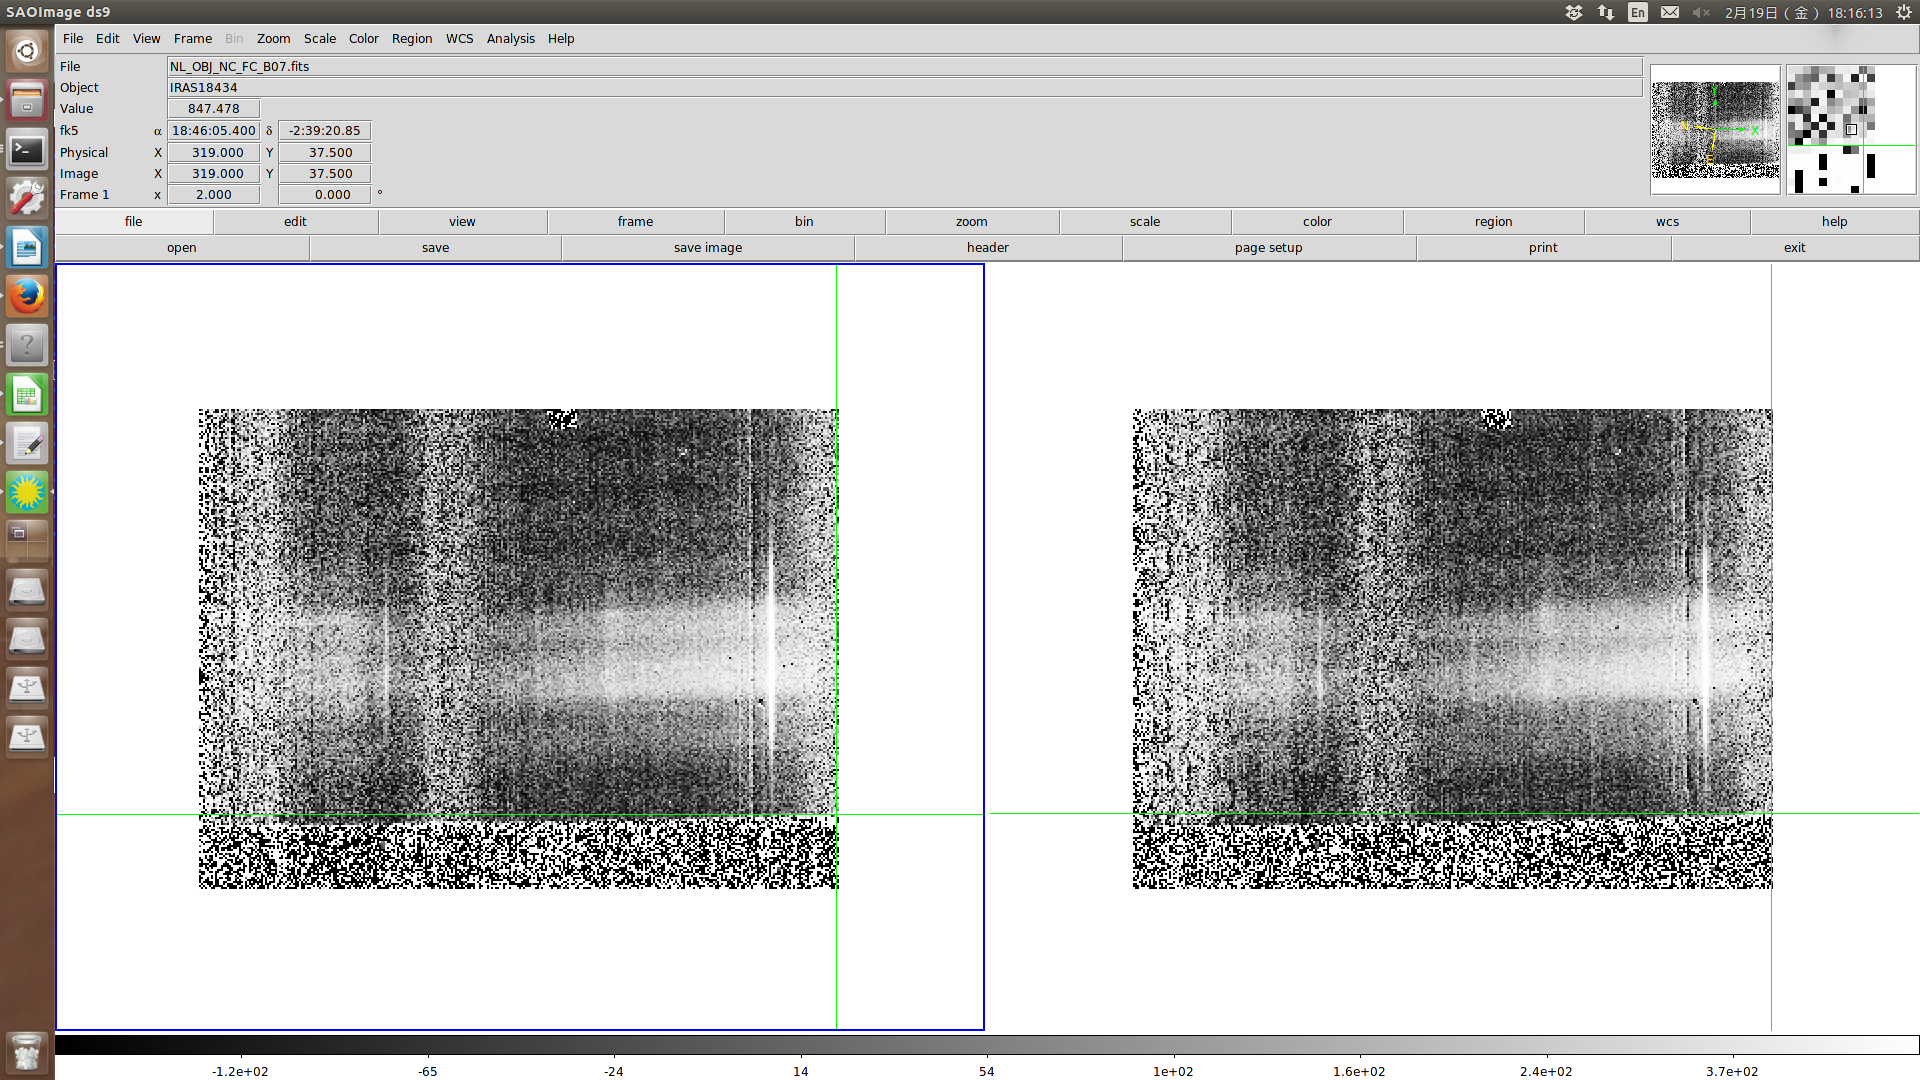 SAOImage ds9
En
2月19日 ( 金 ) 18:16:13
File Edit View Frame Bin Zoom Scale Color Region WCS Analysis Help
File NL_OBJ_NC_FC_B07.fits
Object IRAS18434
Value 847.478
fk5 α 18:46:05.400 δ -2:39:20.85
Physical X 319.000 Y 37.500
Image X 319.000 Y 37.500
Frame 1 x 2.000 0.000 °
Y
N X
E
file edit view frame bin zoom scale color region wcs help
open save save image header page setup print exit
-1.2e+02 -65 -24 14 54 1e+02 1.6e+02 2.4e+02 3.7e+02